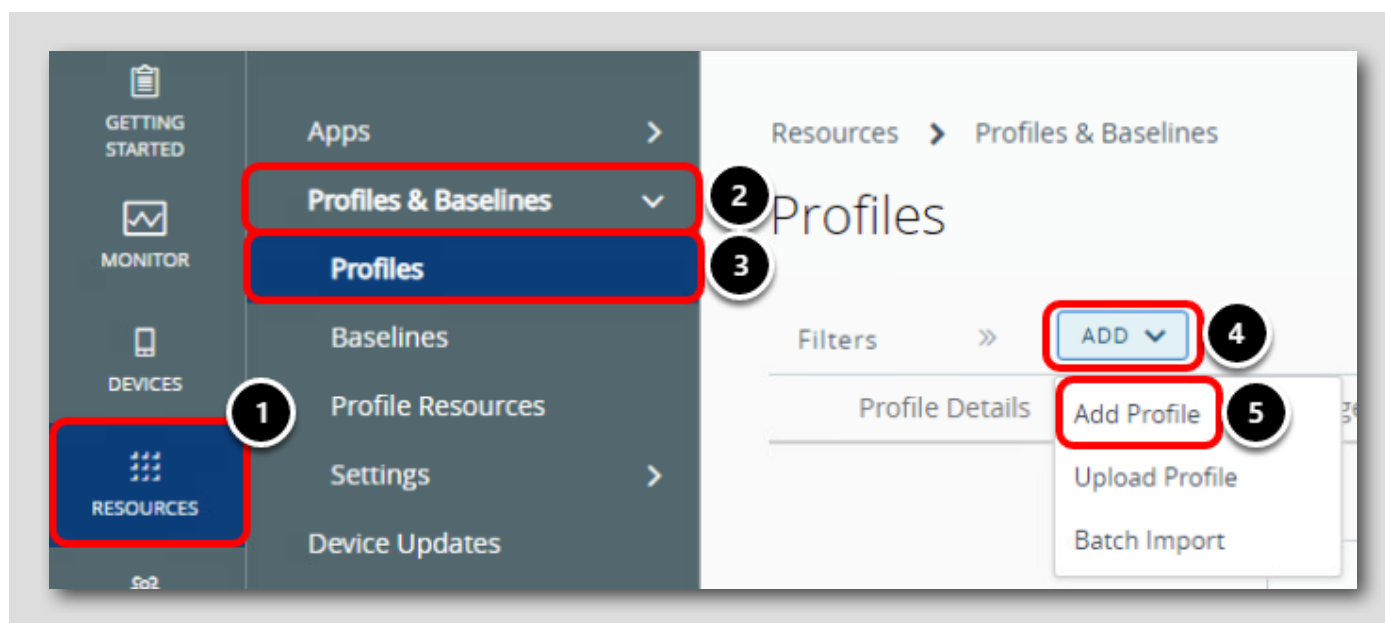 GETTING
STARTED
MONITOR
DEVICES
1
RESOURCES
Apps
Profiles & Baselines
2
Profiles
3
Baselines
Profile Resources
Settings
Device Updates
Resources > Profiles & Baselines
Profiles
Filters » ADD 4
Profile Details
Add Profile 5
Upload Profile
Batch Import